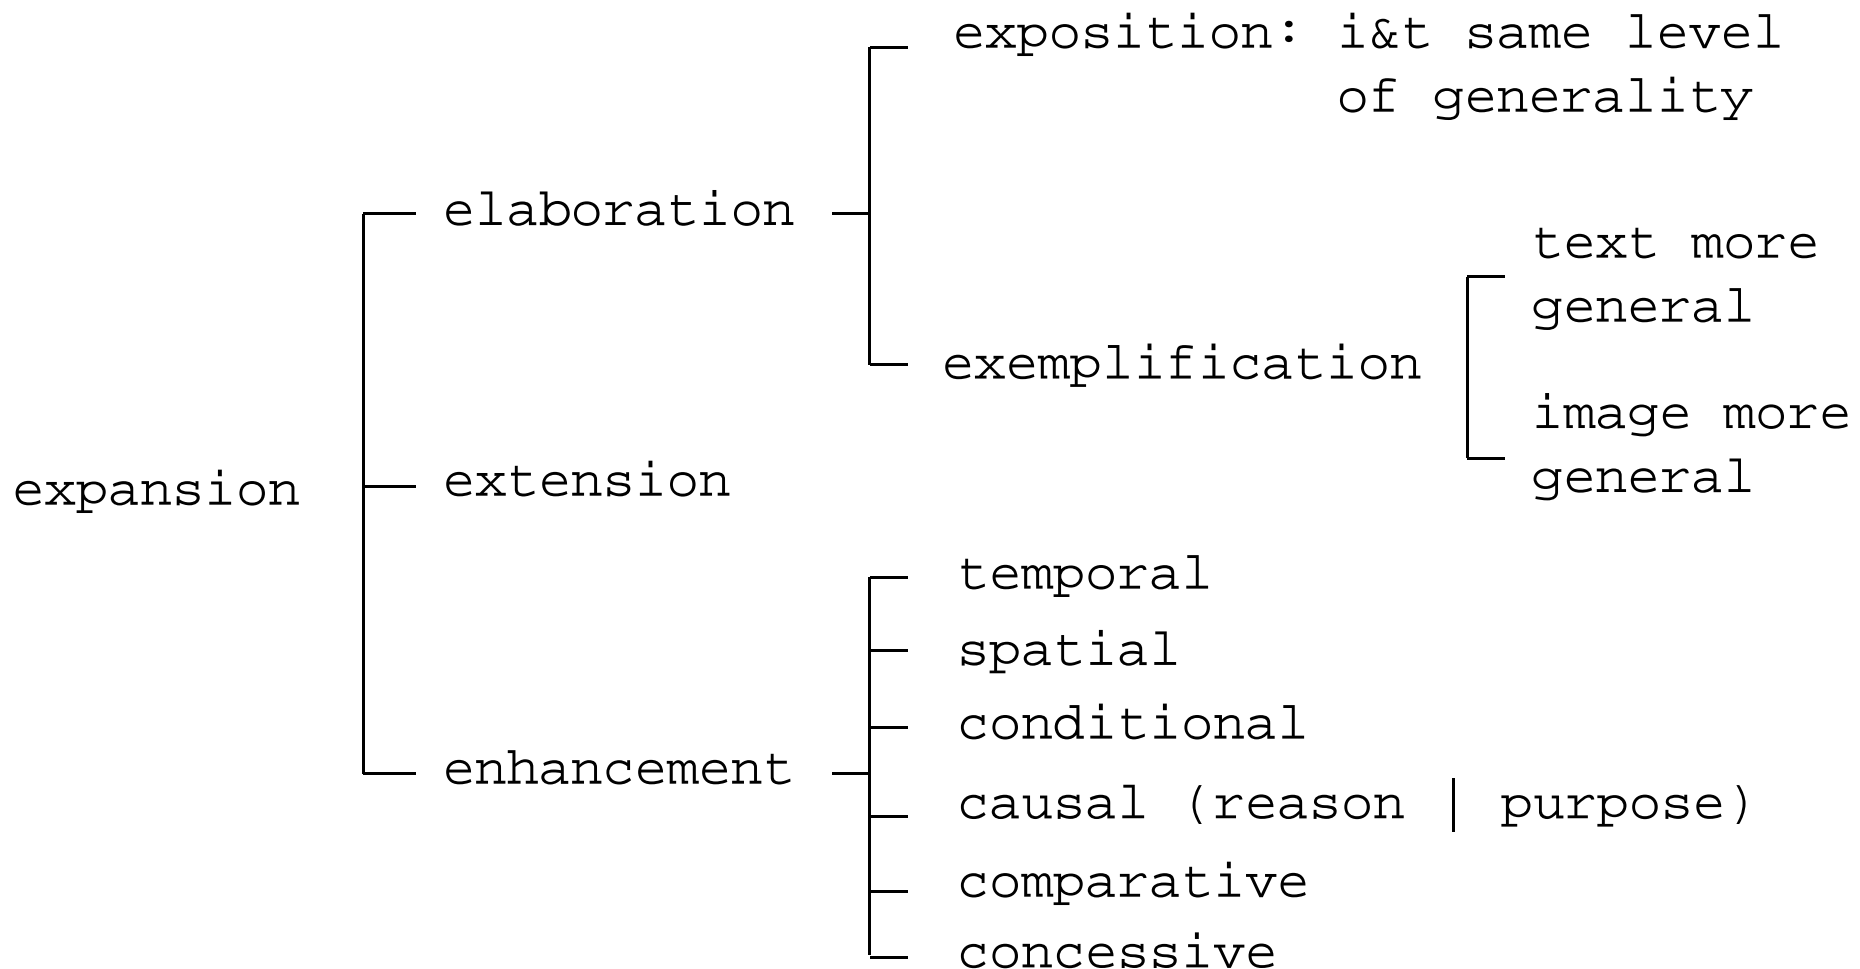 exposition: i&t same level
of generality
elaboration
text more
general
exemplification
image more
general
expansion
extension
temporal
spatial
conditional
enhancement
causal (reason | purpose)
comparative
concessive